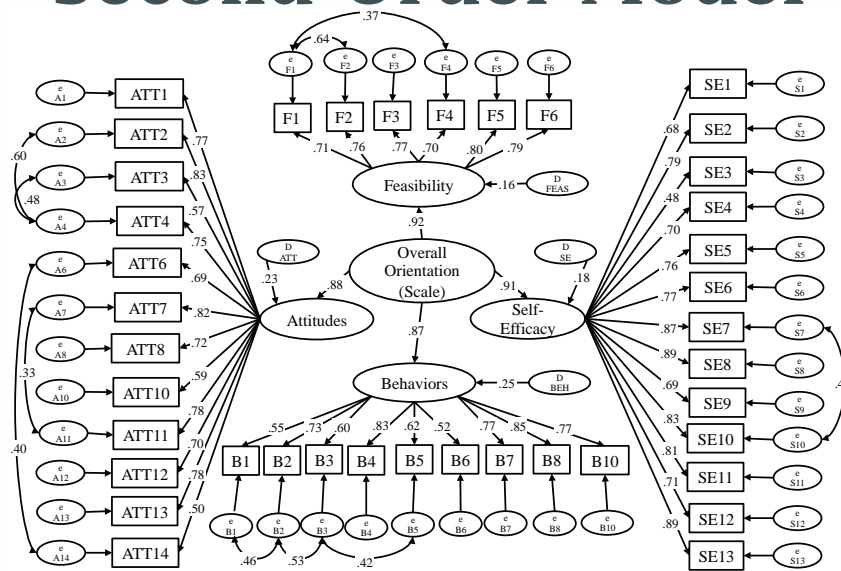 Second Order Model
.37
.64
e F1
e F2
e F3
e F4
e F5
e F6
F1
F2
F3
F4
F5
F6
.71
.76
.77
.70
.80
.79
Feasibility
.16
D FEAS
.92
Overall
Orientation
(Scale)
D ATT
.23
.88
Attitudes
D SE
.18
.91
Self-
Efficacy
.87
Behaviors
.25
D BEH
e A1
ATT1
e A2
ATT2
e A3
ATT3
e A4
ATT4
e A6
ATT6
e A7
ATT7
e A8
ATT8
e A10
ATT10
e A11
ATT11
e A12
ATT12
e A13
ATT13
e A14
ATT14
.60
.48
.33
.40
.77
.83
.57
.75
.69
.82
.72
.59
.78
.70
.78
.50
SE1
e S1
SE2
e S2
SE3
e S3
SE4
e S4
SE5
e S5
SE6
e S6
SE7
e S7
SE8
e S8
SE9
e S9
SE10
e S10
SE11
e S11
SE12
e S12
SE13
e S13
.68
.79
.48
.70
.76
.77
.87
.89
.69
.83
.81
.71
.89
.55
.73
.60
.83
.62
.52
.77
.85
.77
B1
B2
B3
B4
B5
B6
B7
B8
B10
e B1
e B2
e B3
e B4
e B5
e B6
e B7
e B8
e B10
.46
.53
.42